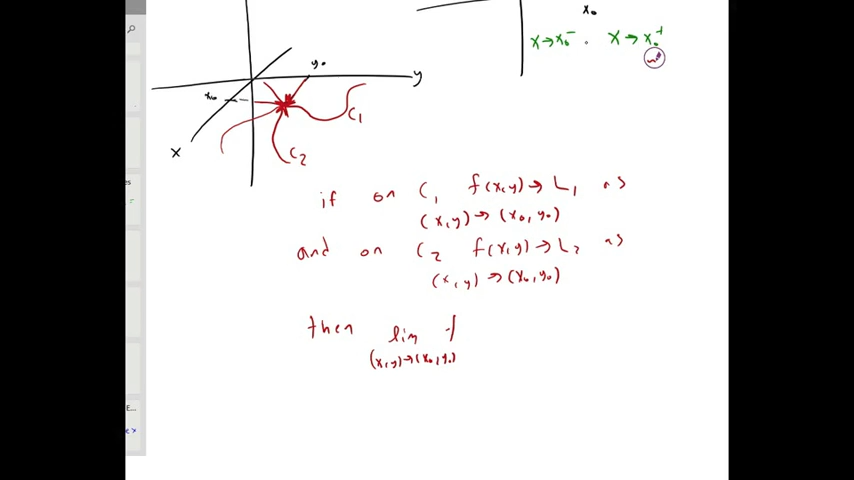 x₀
x→x₀⁻ . x→x₀⁺
y₀
y
x₀
C₁
x
C₂
if on C₁ f(x,y)→L₁ as
(x,y)→(x₀,y₀)
and on C₂ f(x,y)→L₂ as
(x,y)→(x₀,y₀)
then lim f
(x,y)→(x₀,y₀)